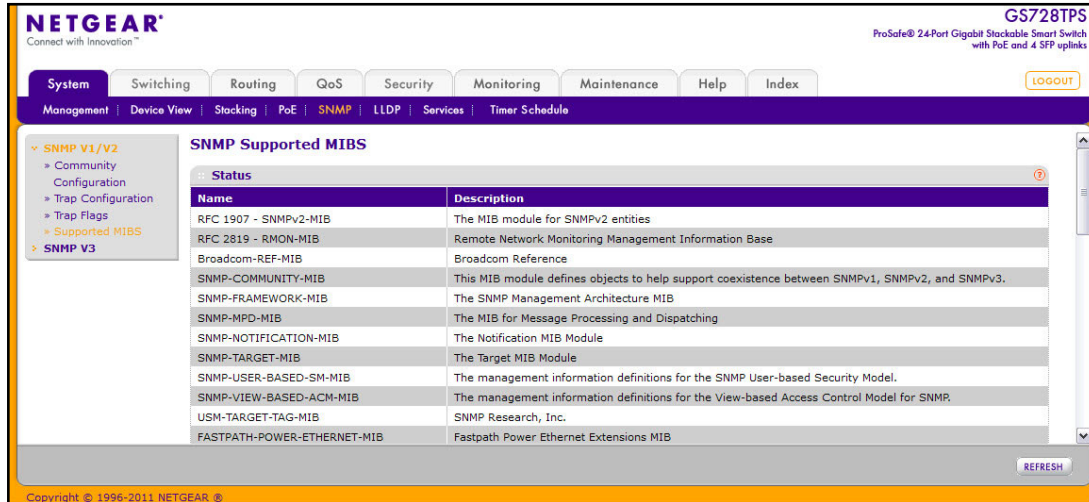 NETGEAR®
Connect with Innovation™
GS728TPS
ProSafe® 24-Port Gigabit Stackable Smart Switch
with PoE and 4 SFP uplinks
System Switching Routing QoS Security Monitoring Maintenance Help Index LOGOUT
Management | Device View | Stacking | PoE | SNMP | LLDP | Services | Timer Schedule
SNMP V1/V2
» Community
Configuration
» Trap Configuration
» Trap Flags
» Supported MIBS
SNMP V3
SNMP Supported MIBS
Status ?
Name Description
RFC 1907 - SNMPv2-MIB The MIB module for SNMPv2 entities
RFC 2819 - RMON-MIB Remote Network Monitoring Management Information Base
Broadcom-REF-MIB Broadcom Reference
SNMP-COMMUNITY-MIB This MIB module defines objects to help support coexistence between SNMPv1, SNMPv2, and SNMPv3.
SNMP-FRAMEWORK-MIB The SNMP Management Architecture MIB
SNMP-MPD-MIB The MIB for Message Processing and Dispatching
SNMP-NOTIFICATION-MIB The Notification MIB Module
SNMP-TARGET-MIB The Target MIB Module
SNMP-USER-BASED-SM-MIB The management information definitions for the SNMP User-based Security Model.
SNMP-VIEW-BASED-ACM-MIB The management information definitions for the View-based Access Control Model for SNMP.
USM-TARGET-TAG-MIB SNMP Research, Inc.
FASTPATH-POWER-ETHERNET-MIB Fastpath Power Ethernet Extensions MIB
REFRESH
Copyright © 1996-2011 NETGEAR ®